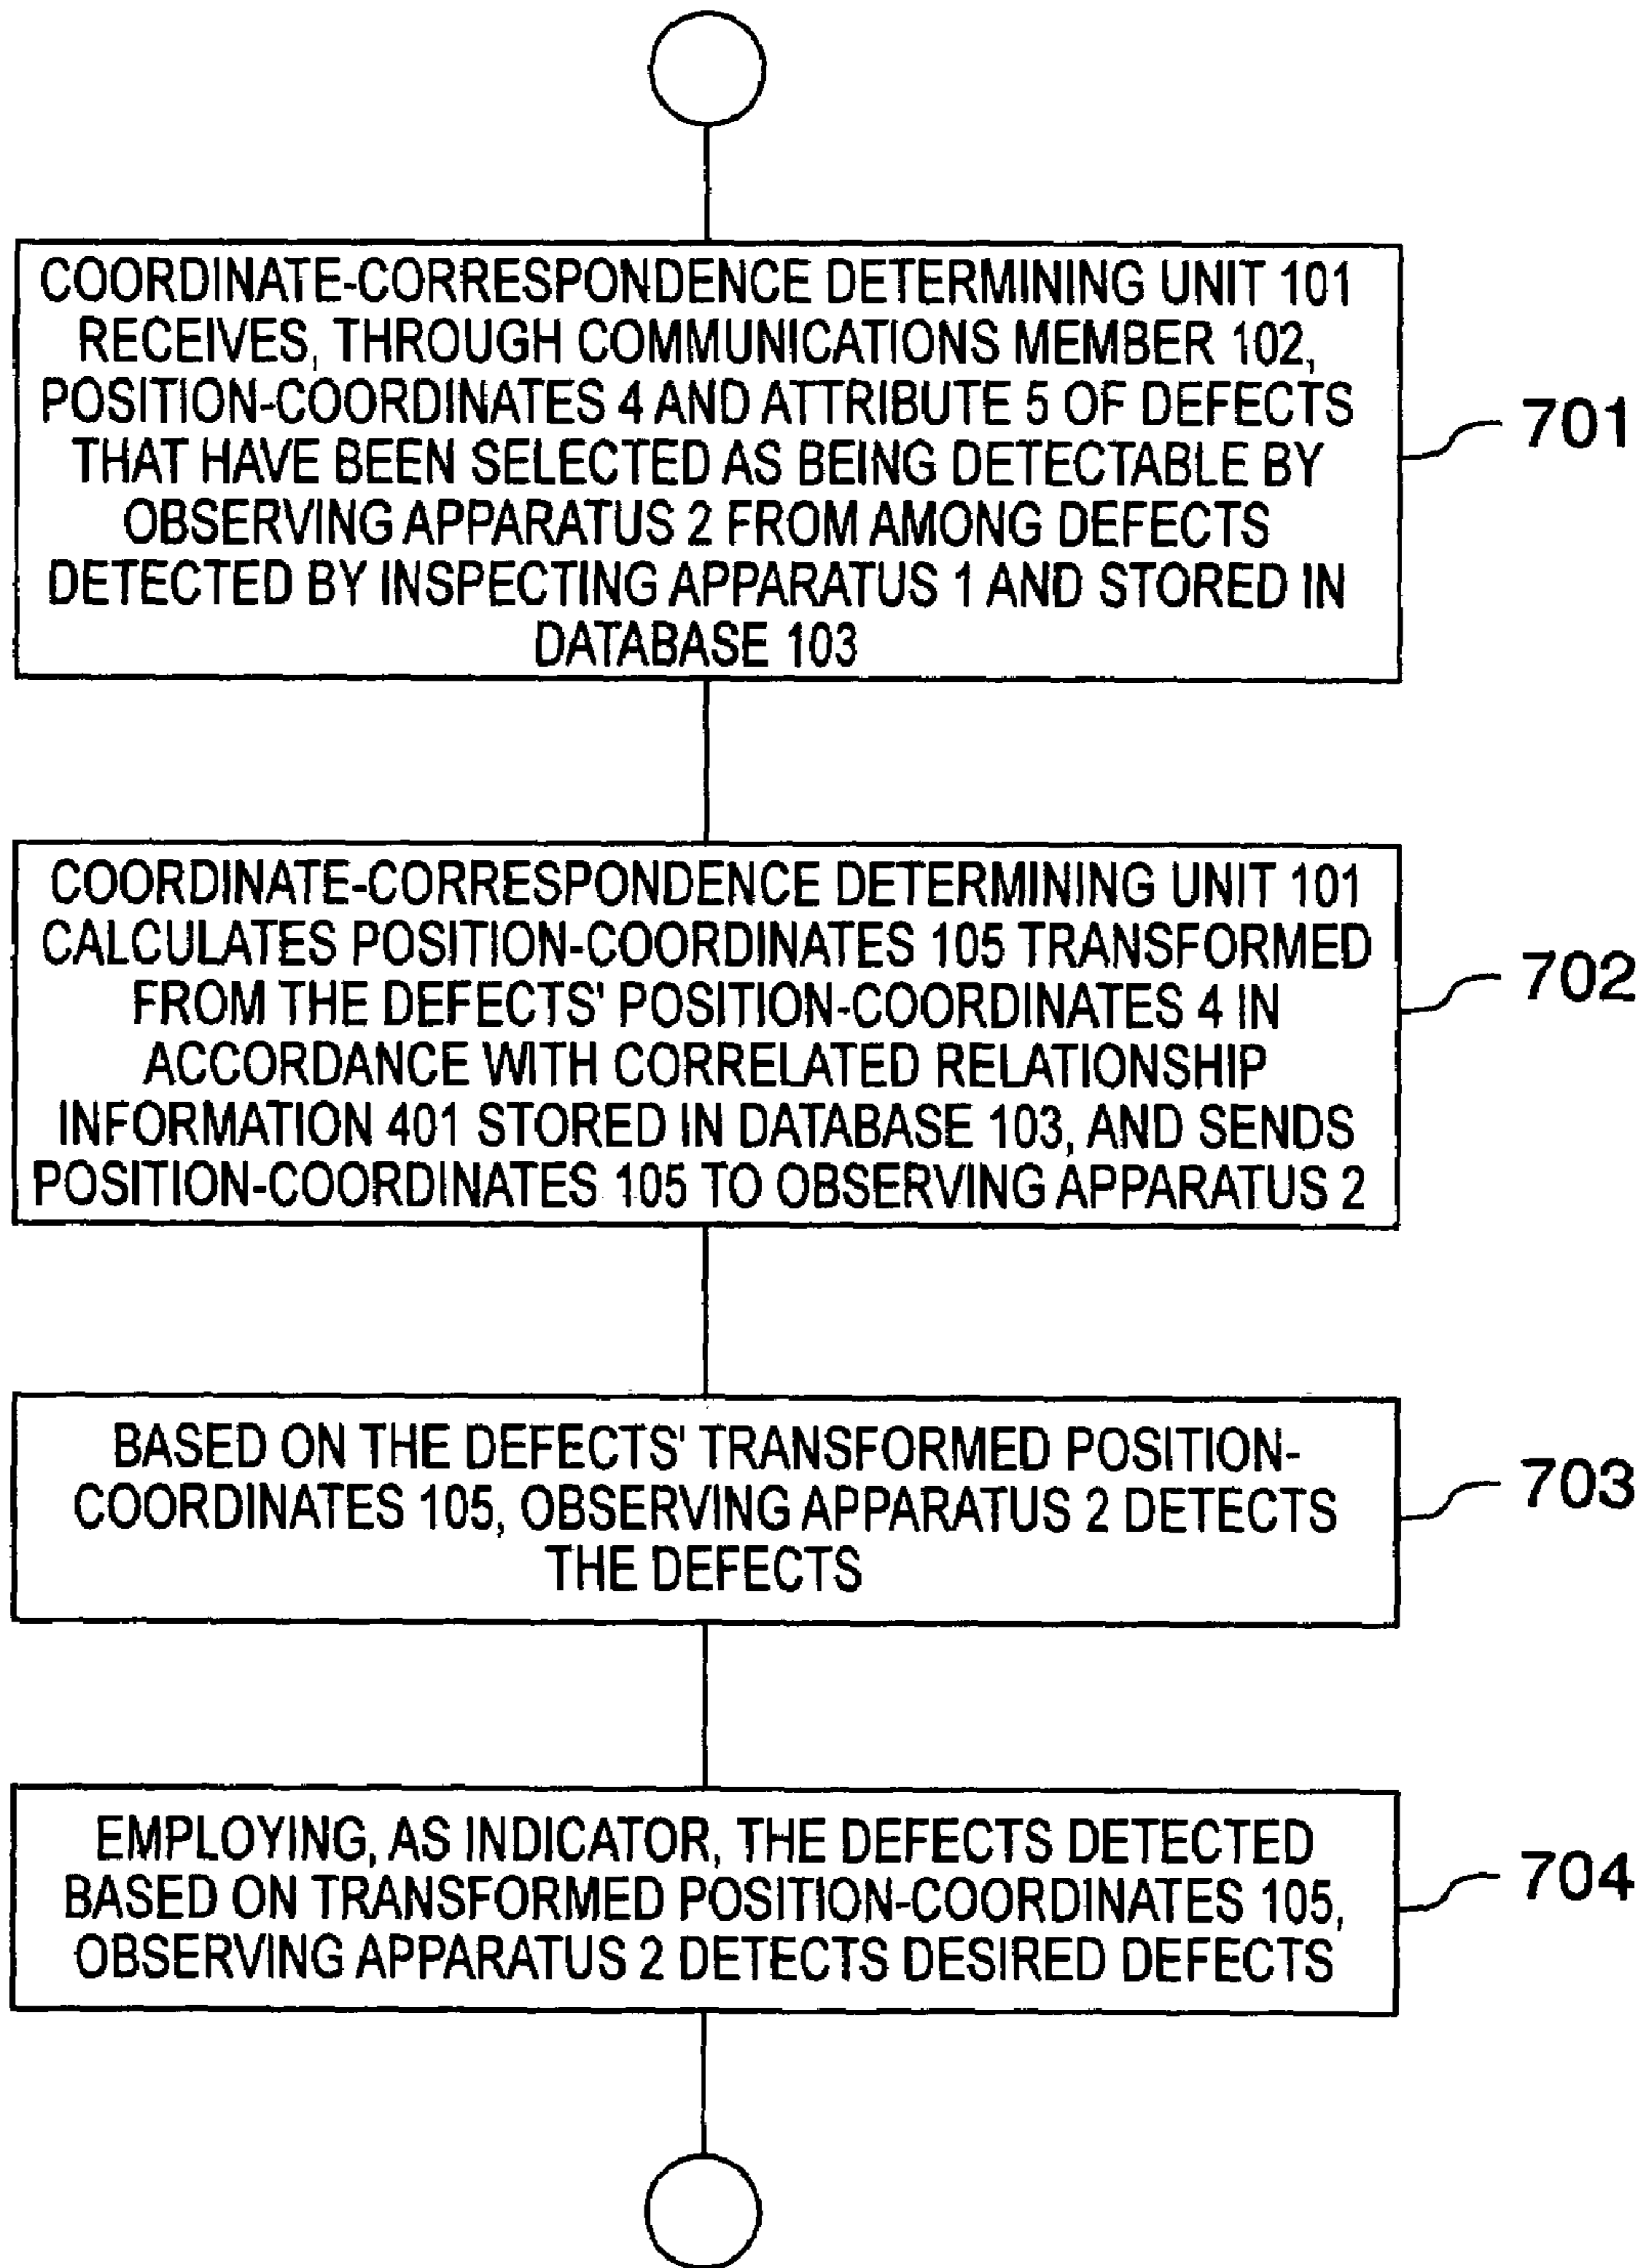 COORDINATE-CORRESPONDENCE DETERMINING UNIT 101
RECEIVES, THROUGH COMMUNICATIONS MEMBER 102,
POSITION-COORDINATES 4 AND ATTRIBUTE 5 OF DEFECTS
THAT HAVE BEEN SELECTED AS BEING DETECTABLE BY
OBSERVING APPARATUS 2 FROM AMONG DEFECTS
DETECTED BY INSPECTING APPARATUS 1 AND STORED IN
DATABASE 103
701
COORDINATE-CORRESPONDENCE DETERMINING UNIT 101
CALCULATES POSITION-COORDINATES 105 TRANSFORMED
FROM THE DEFECTS' POSITION-COORDINATES 4 IN
ACCORDANCE WITH CORRELATED RELATIONSHIP
INFORMATION 401 STORED IN DATABASE 103, AND SENDS
POSITION-COORDINATES 105 TO OBSERVING APPARATUS 2
702
BASED ON THE DEFECTS' TRANSFORMED POSITION-
COORDINATES 105, OBSERVING APPARATUS 2 DETECTS
THE DEFECTS
703
EMPLOYING, AS INDICATOR, THE DEFECTS DETECTED
BASED ON TRANSFORMED POSITION-COORDINATES 105,
OBSERVING APPARATUS 2 DETECTS DESIRED DEFECTS
704